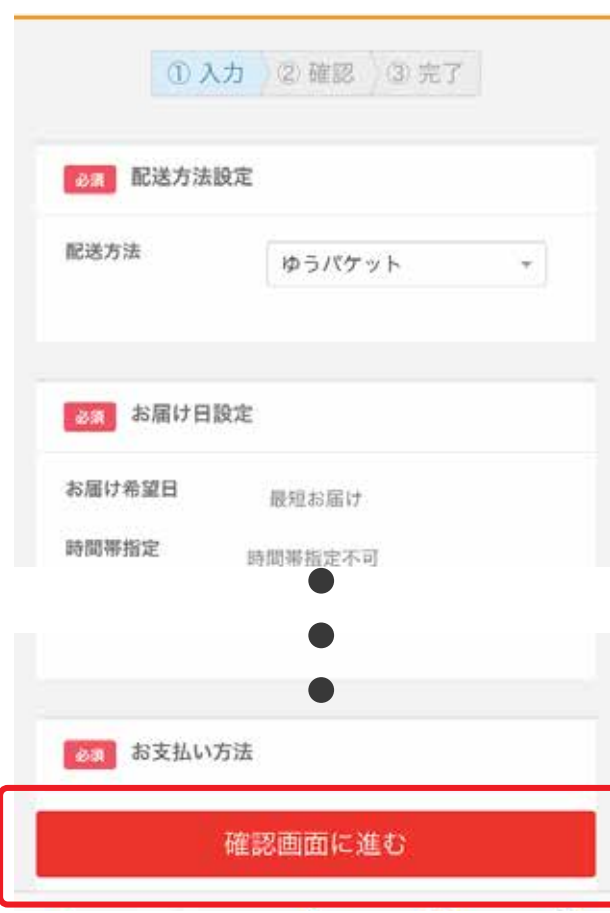 ① 入力 ② 確認 ③ 完了
必須 配送方法設定
配送方法 ゆうパケット
必須 お届け日設定
お届け希望日 最短お届け
時間帯指定 時間帯指定不可
必須 お支払い方法
確認画面に進む